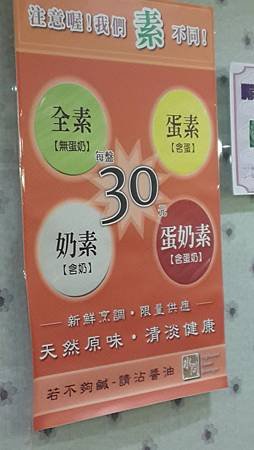 注意喔!我們素不同!
全素
【無蛋奶】
蛋素
【含蛋】
每盤30元
奶素
【含奶】
蛋奶素
【含蛋奶】
新鮮烹調・限量供應
天然原味・清淡健康
若不夠鹹-請沾醬油